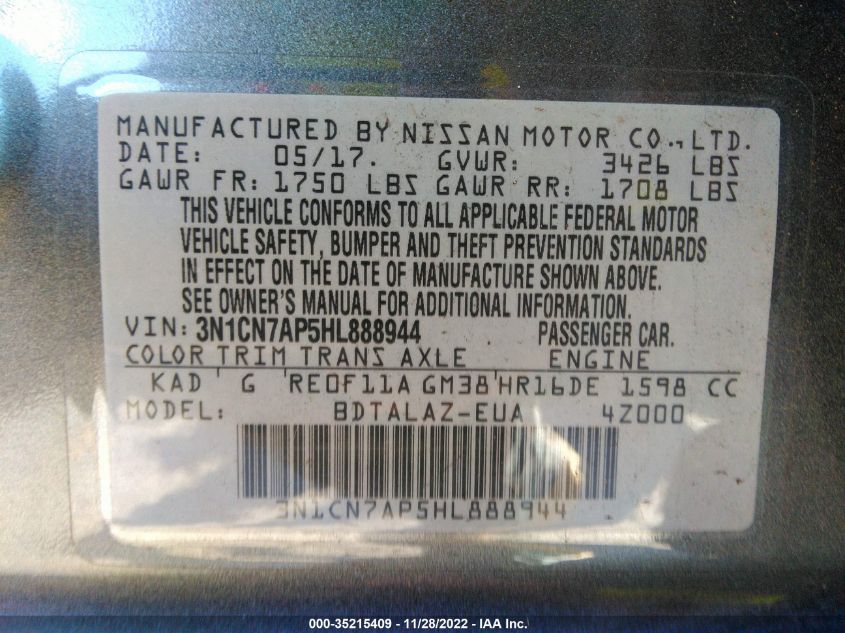 MANUFACTURED BY NISSAN MOTOR CO., LTD.
DATE: 05/17. GVWR: 3426 LBS
GAWR FR: 1750 LBS GAWR RR: 1708 LBS
THIS VEHICLE CONFORMS TO ALL APPLICABLE FEDERAL MOTOR
VEHICLE SAFETY, BUMPER AND THEFT PREVENTION STANDARDS
IN EFFECT ON THE DATE OF MANUFACTURE SHOWN ABOVE.
SEE OWNER'S MANUAL FOR ADDITIONAL INFORMATION.
VIN: 3N1CN7AP5HL888944 PASSENGER CAR.
COLOR TRIM TRANS AXLE ENGINE
KAD G RE0F11A GM38 HR16DE 1598 CC
MODEL: BDTALAZ-EUA 4Z000
3N1CN7AP5HL888944
000-35215409 - 11/28/2022 - IAA Inc.